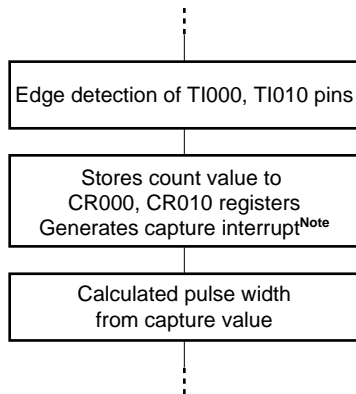 Edge detection of TI000, TI010 pins
Stores count value to
CR000, CR010 registers
Generates capture interruptNote
Calculated pulse width
from capture value